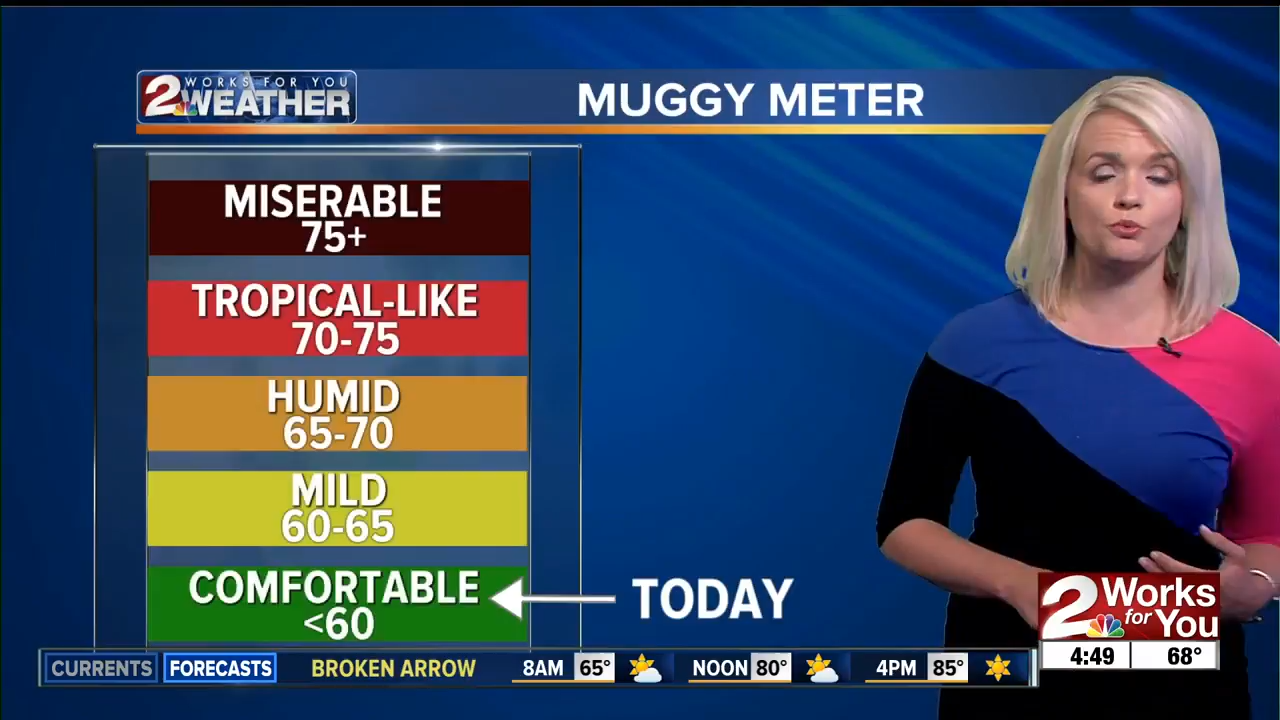 2 WORKS FOR YOU
WEATHER
MUGGY METER
MISERABLE
75+
TROPICAL-LIKE
70-75
HUMID
65-70
MILD
60-65
COMFORTABLE
<60
TODAY
2 Works
for You
4:49 68°
CURRENTS FORECASTS BROKEN ARROW 8AM 65° NOON 80° 4PM 85°